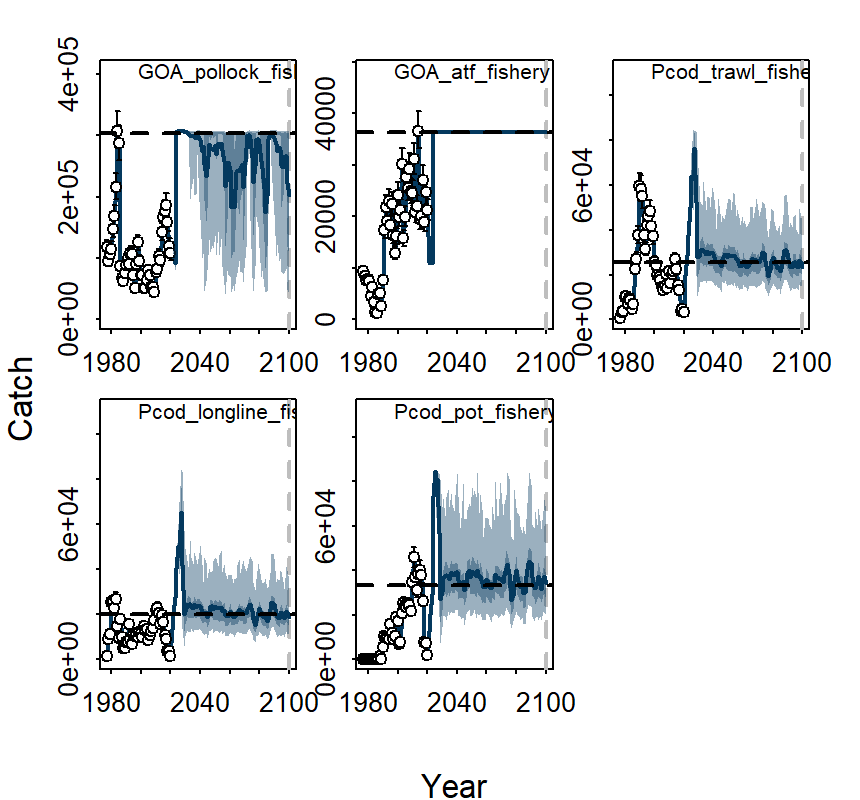 GOA_pollock_fis
GOA_atf_fishery
Pcod_trawl_fishe
0e+00 2e+05 4e+05
0 20000 40000
0e+00 6e+04
1980 2040 2100
1980 2040 2100
1980 2040 2100
Pcod_longline_fis
Pcod_pot_fishery
0e+00 6e+04
0e+00 6e+04
1980 2040 2100
1980 2040 2100
Catch
Year